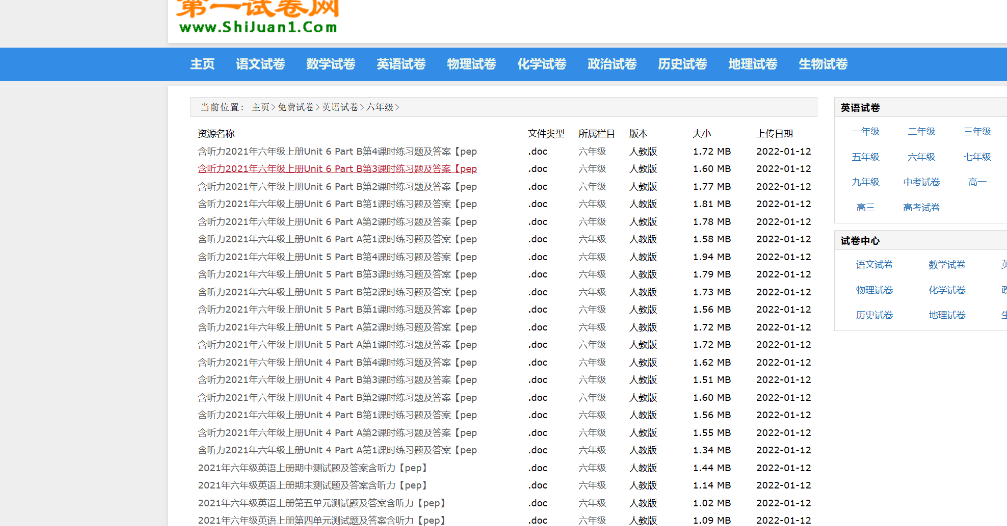 第一试卷网
www.ShiJuan1.Com
主页 语文试卷 数学试卷 英语试卷 物理试卷 化学试卷 政治试卷 历史试卷 地理试卷 生物试卷
当前位置: 主页>免费试卷>英语试卷>六年级>
资源名称 文件类型 所属栏目 版本 大小 上传日期
含听力2021年六年级上册Unit 6 Part B第4课时练习题及答案【pep .doc 六年级 人教版 1.72 MB 2022-01-12
含听力2021年六年级上册Unit 6 Part B第3课时练习题及答案【pep .doc 六年级 人教版 1.60 MB 2022-01-12
含听力2021年六年级上册Unit 6 Part B第2课时练习题及答案【pep .doc 六年级 人教版 1.77 MB 2022-01-12
含听力2021年六年级上册Unit 6 Part B第1课时练习题及答案【pep .doc 六年级 人教版 1.81 MB 2022-01-12
含听力2021年六年级上册Unit 6 Part A第2课时练习题及答案【pep .doc 六年级 人教版 1.78 MB 2022-01-12
含听力2021年六年级上册Unit 6 Part A第1课时练习题及答案【pep .doc 六年级 人教版 1.58 MB 2022-01-12
含听力2021年六年级上册Unit 5 Part B第4课时练习题及答案【pep .doc 六年级 人教版 1.94 MB 2022-01-12
含听力2021年六年级上册Unit 5 Part B第3课时练习题及答案【pep .doc 六年级 人教版 1.79 MB 2022-01-12
含听力2021年六年级上册Unit 5 Part B第2课时练习题及答案【pep .doc 六年级 人教版 1.73 MB 2022-01-12
含听力2021年六年级上册Unit 5 Part B第1课时练习题及答案【pep .doc 六年级 人教版 1.56 MB 2022-01-12
含听力2021年六年级上册Unit 5 Part A第2课时练习题及答案【pep .doc 六年级 人教版 1.72 MB 2022-01-12
含听力2021年六年级上册Unit 5 Part A第1课时练习题及答案【pep .doc 六年级 人教版 1.72 MB 2022-01-12
含听力2021年六年级上册Unit 4 Part B第4课时练习题及答案【pep .doc 六年级 人教版 1.62 MB 2022-01-12
含听力2021年六年级上册Unit 4 Part B第3课时练习题及答案【pep .doc 六年级 人教版 1.51 MB 2022-01-12
含听力2021年六年级上册Unit 4 Part B第2课时练习题及答案【pep .doc 六年级 人教版 1.60 MB 2022-01-12
含听力2021年六年级上册Unit 4 Part B第1课时练习题及答案【pep .doc 六年级 人教版 1.56 MB 2022-01-12
含听力2021年六年级上册Unit 4 Part A第2课时练习题及答案【pep .doc 六年级 人教版 1.55 MB 2022-01-12
含听力2021年六年级上册Unit 4 Part A第1课时练习题及答案【pep .doc 六年级 人教版 1.34 MB 2022-01-12
2021年六年级英语上册期中测试题及答案含听力【pep】 .doc 六年级 人教版 1.44 MB 2022-01-12
2021年六年级英语上册期末测试题及答案含听力【pep】 .doc 六年级 人教版 1.14 MB 2022-01-12
2021年六年级英语上册第五单元测试题及答案含听力【pep】 .doc 六年级 人教版 1.02 MB 2022-01-12
2021年六年级英语上册第四单元测试题及答案含听力【pep】 .doc 六年级 人教版 1.09 MB 2022-01-12
英语试卷
一年级 二年级 三年级
五年级 六年级 七年级
九年级 中考试卷 高一
高三 高考试卷
试卷中心
语文试卷 数学试卷
物理试卷 化学试卷
历史试卷 地理试卷